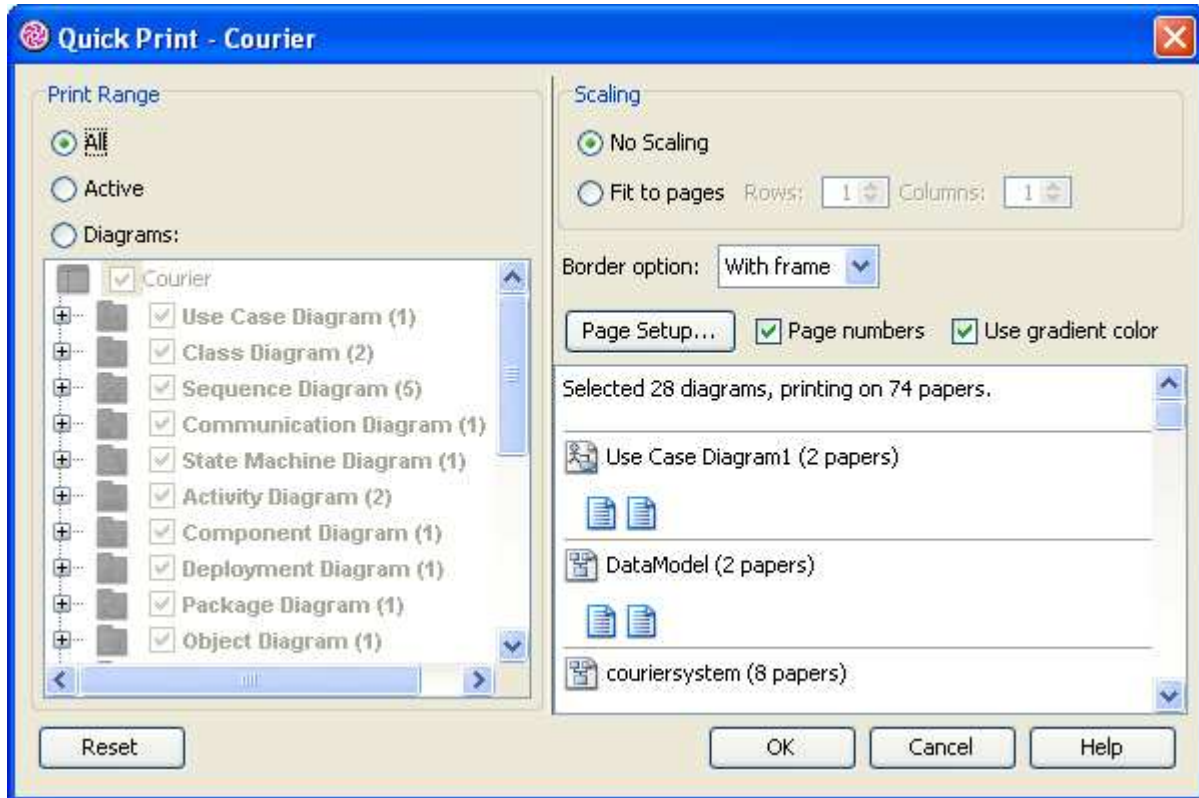 Quick Print - Courier
Print Range
All
Active
Diagrams:
Courier
Use Case Diagram (1)
Class Diagram (2)
Sequence Diagram (5)
Communication Diagram (1)
State Machine Diagram (1)
Activity Diagram (2)
Component Diagram (1)
Deployment Diagram (1)
Package Diagram (1)
Object Diagram (1)
Scaling
No Scaling
Fit to pages Rows: 1 Columns: 1
Border option: With frame
Page Setup... Page numbers Use gradient color
Selected 28 diagrams, printing on 74 papers.
Use Case Diagram1 (2 papers)
DataModel (2 papers)
couriersystem (8 papers)
Reset OK Cancel Help